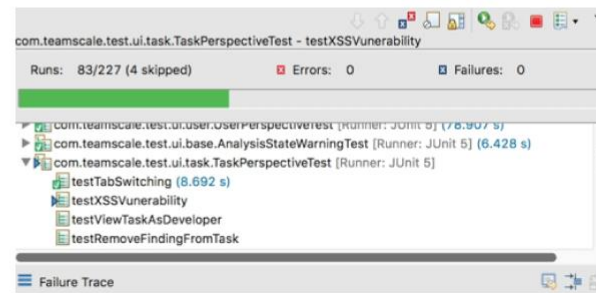 com.teamscale.test.ui.task.TaskPerspectiveTest - testXSSVunerability
Runs: 83/227 (4 skipped) Errors: 0 Failures: 0
com.teamscale.test.ui.user.UserPerspectiveTest [Runner: JUnit 5] (78.907 s)
com.teamscale.test.ui.base.AnalysisStateWarningTest [Runner: JUnit 5] (6.428 s)
com.teamscale.test.ui.task.TaskPerspectiveTest [Runner: JUnit 5]
testTabSwitching (8.692 s)
testXSSVunerability
testViewTaskAsDeveloper
testRemoveFindingFromTask
Failure Trace